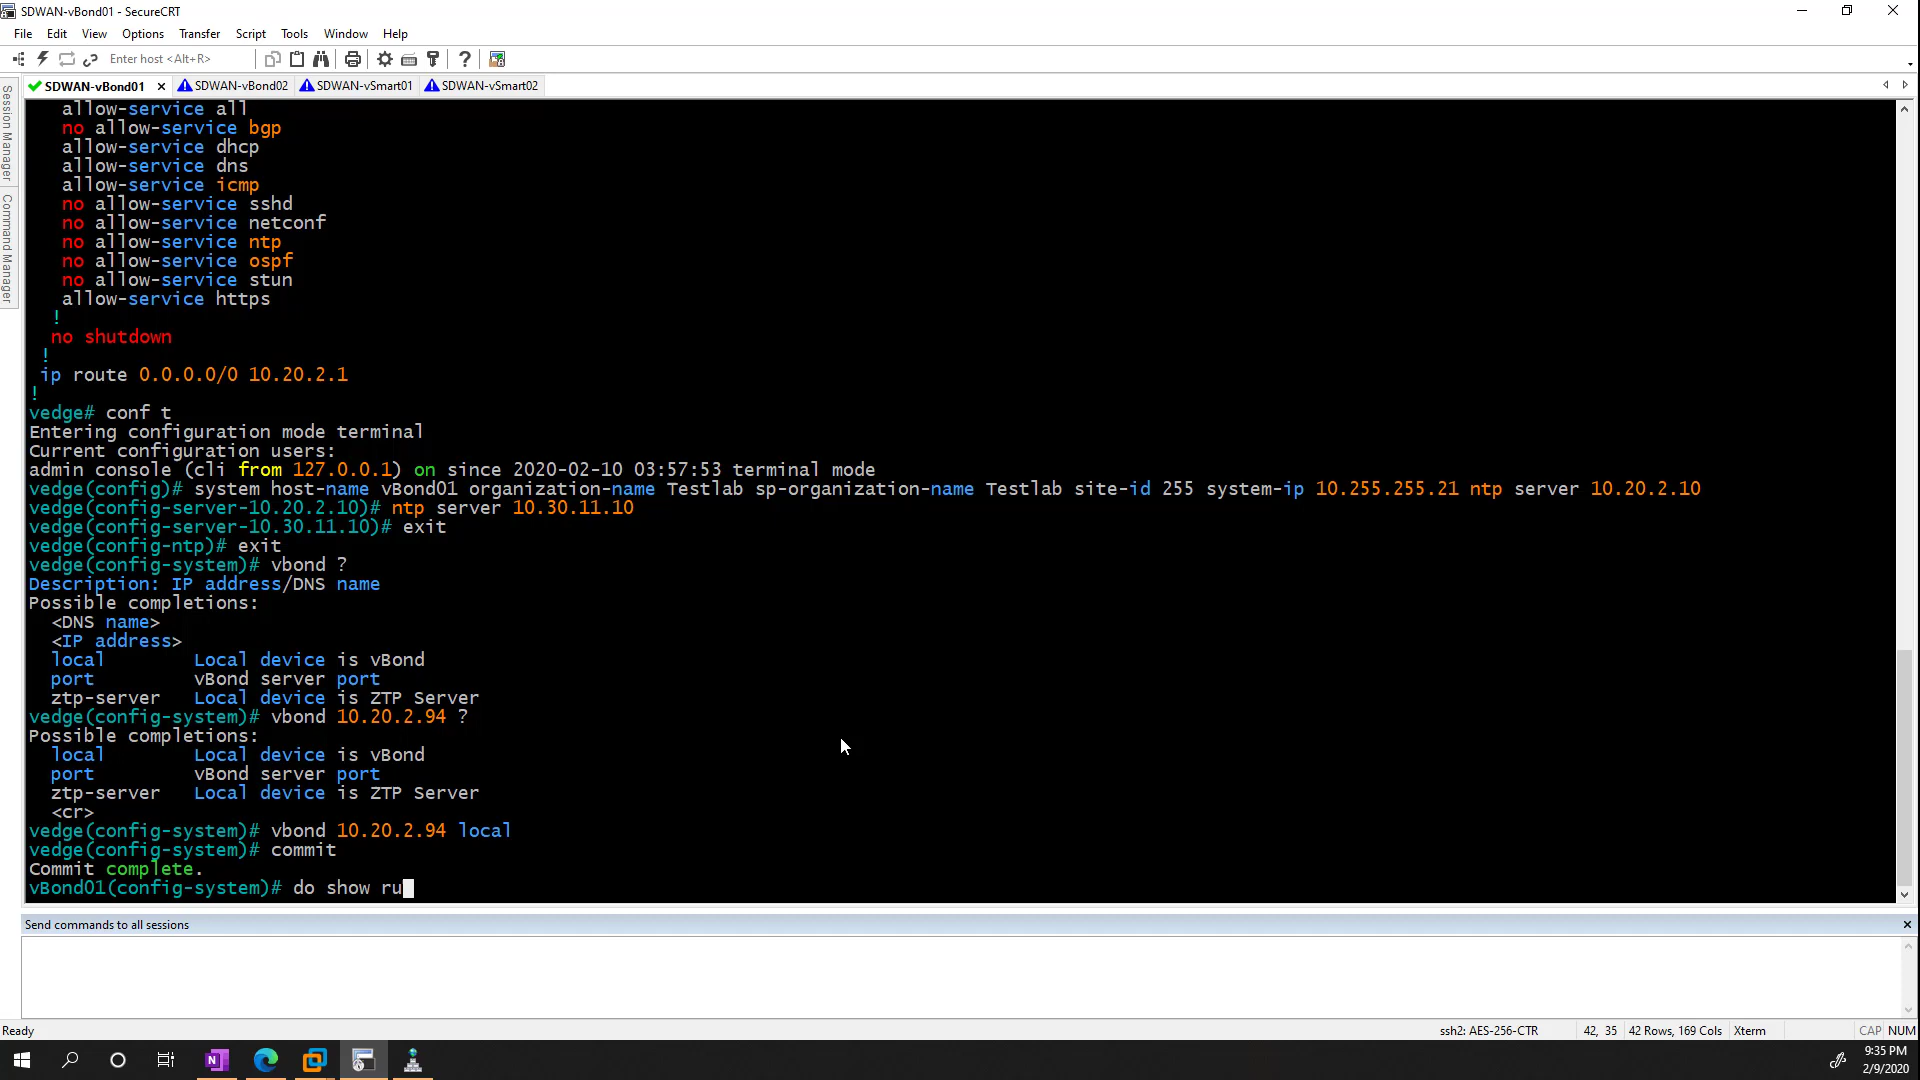 SDWAN-vBond01 - SecureCRT
File Edit View Options Transfer Script Tools Window Help
Enter host <Alt+R>
SDWAN-vBond01 SDWAN-vBond02 SDWAN-vSmart01 SDWAN-vSmart02
Session Manager
Command Manager
allow-service all
no allow-service bgp
allow-service dhcp
allow-service dns
allow-service icmp
no allow-service sshd
no allow-service netconf
no allow-service ntp
no allow-service ospf
no allow-service stun
allow-service https
!
no shutdown
!
ip route 0.0.0.0/0 10.20.2.1
!
vedge# conf t
Entering configuration mode terminal
Current configuration users:
admin console (cli from 127.0.0.1) on since 2020-02-10 03:57:53 terminal mode
vedge(config)# system host-name vBond01 organization-name Testlab sp-organization-name Testlab site-id 255 system-ip 10.255.255.21 ntp server 10.20.2.10
vedge(config-server-10.20.2.10)# ntp server 10.30.11.10
vedge(config-server-10.30.11.10)# exit
vedge(config-ntp)# exit
vedge(config-system)# vbond ?
Description: IP address/DNS name
Possible completions:
<DNS name>
<IP address>
local Local device is vBond
port vBond server port
ztp-server Local device is ZTP Server
vedge(config-system)# vbond 10.20.2.94 ?
Possible completions:
local Local device is vBond
port vBond server port
ztp-server Local device is ZTP Server
<cr>
vedge(config-system)# vbond 10.20.2.94 local
vedge(config-system)# commit
Commit complete.
vBond01(config-system)# do show ru
Send commands to all sessions
Ready ssh2: AES-256-CTR 42, 35 42 Rows, 169 Cols Xterm CAP NUM
9:35 PM
2/9/2020